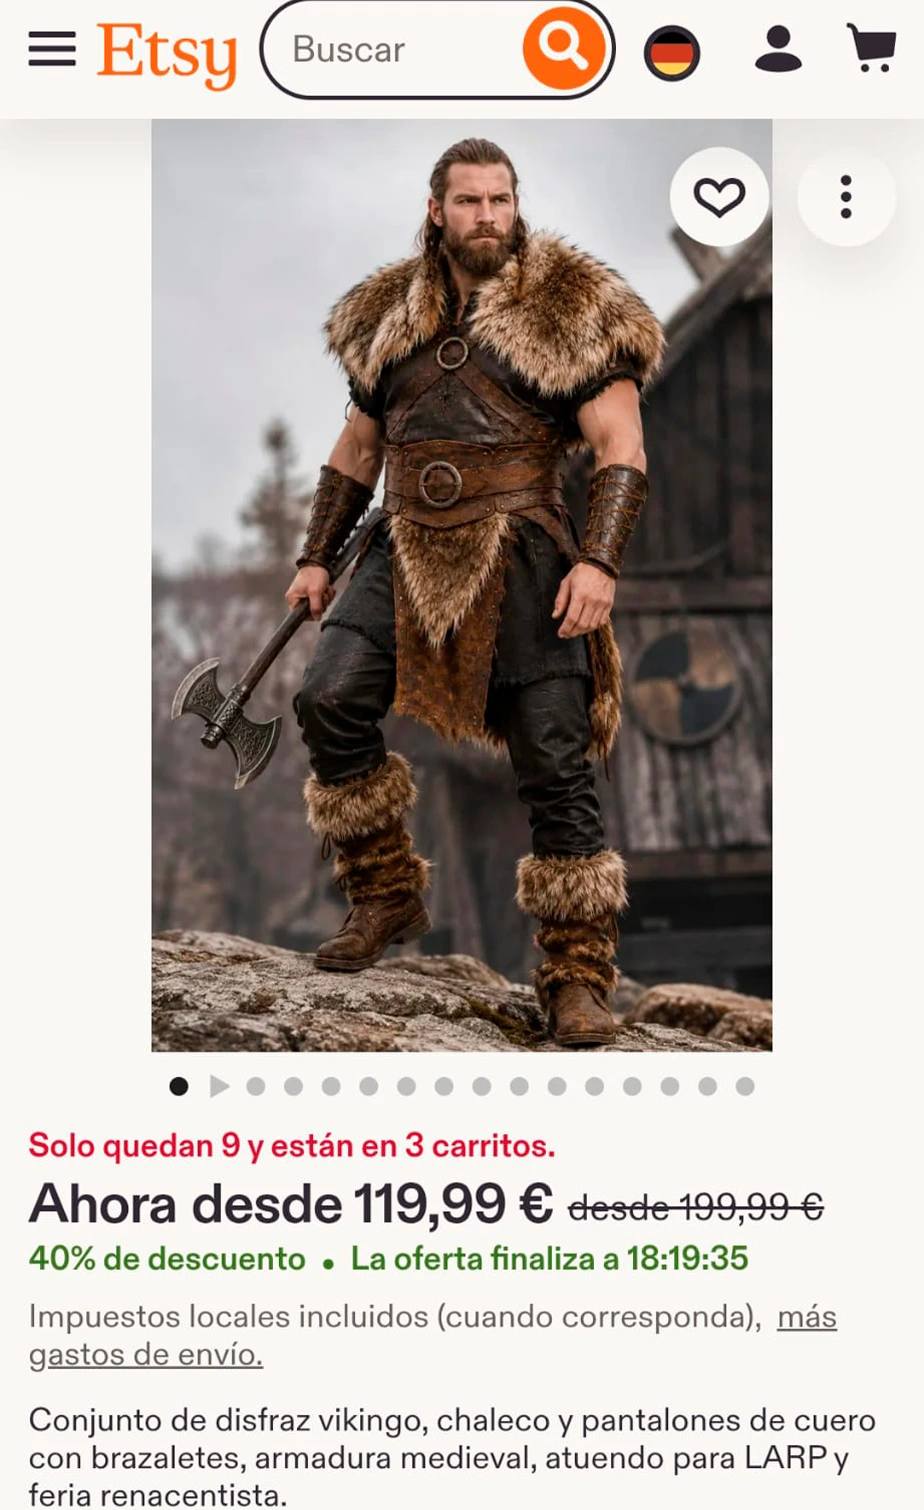 Etsy
Buscar
Solo quedan 9 y están en 3 carritos.
Ahora desde 119,99 € desde 199,99 €
40% de descuento • La oferta finaliza a 18:19:35
Impuestos locales incluidos (cuando corresponda), más
gastos de envío.
Conjunto de disfraz vikingo, chaleco y pantalones de cuero
con brazaletes, armadura medieval, atuendo para LARP y
feria renacentista.